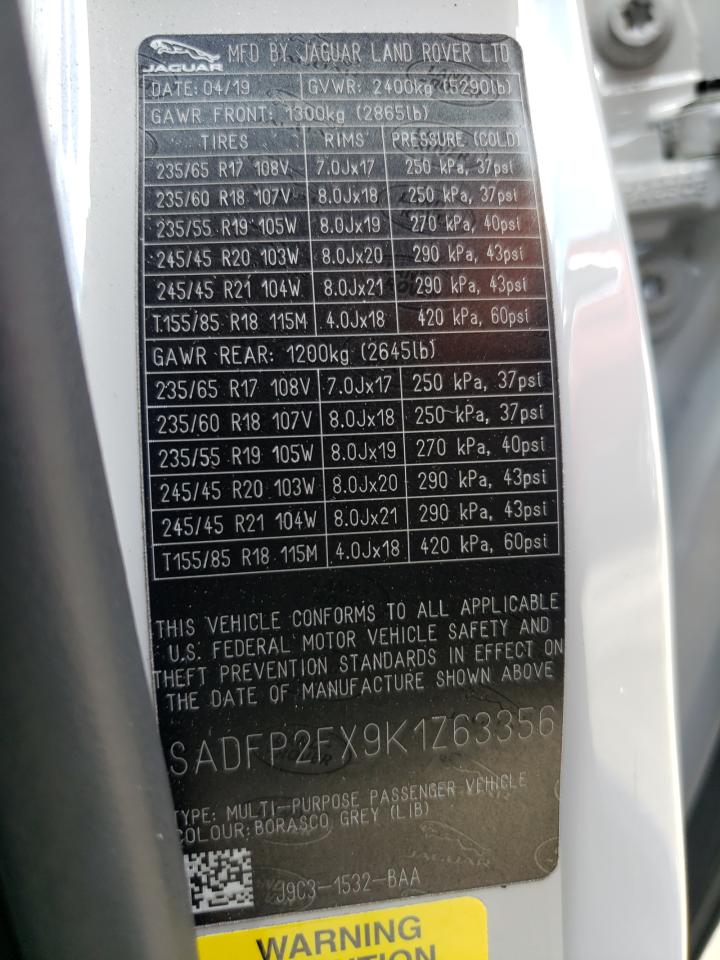 JAGUAR MFD BY JAGUAR LAND ROVER LTD
DATE: 04/19 GVWR: 2400kg (5290lb)
GAWR FRONT: 1300kg (2865lb)
TIRES RIMS PRESSURE (COLD)
235/65 R17 108V 7.0Jx17 250 kPa, 37psi
235/60 R18 107V 8.0Jx18 250 kPa, 37psi
235/55 R19 105W 8.0Jx19 270 kPa, 40psi
245/45 R20 103W 8.0Jx20 290 kPa, 43psi
245/45 R21 104W 8.0Jx21 290 kPa, 43psi
T155/85 R18 115M 4.0Jx18 420 kPa, 60psi
GAWR REAR: 1200kg (2645lb)
235/65 R17 108V 7.0Jx17 250 kPa, 37psi
235/60 R18 107V 8.0Jx18 250 kPa, 37psi
235/55 R19 105W 8.0Jx19 270 kPa, 40psi
245/45 R20 103W 8.0Jx20 290 kPa, 43psi
245/45 R21 104W 8.0Jx21 290 kPa, 43psi
T155/85 R18 115M 4.0Jx18 420 kPa, 60psi
THIS VEHICLE CONFORMS TO ALL APPLICABLE
U.S. FEDERAL MOTOR VEHICLE SAFETY AND
THEFT PREVENTION STANDARDS IN EFFECT ON
THE DATE OF MANUFACTURE SHOWN ABOVE
SADFP2FX9K1Z63356
TYPE: MULTI-PURPOSE PASSENGER VEHICLE
COLOUR: BORASCO GREY (LIB)
JAGUAR
J9C3-1532-BAA
WARNING